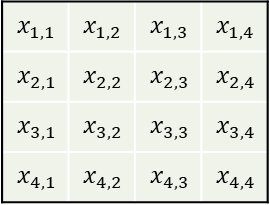 x1,1 x1,2 x1,3 x1,4
x2,1 x2,2 x2,3 x2,4
x3,1 x3,2 x3,3 x3,4
x4,1 x4,2 x4,3 x4,4